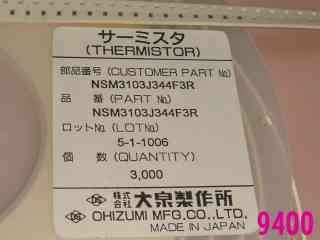 サーミスタ
(THERMISTOR)
部品番号 (CUSTOMER PART No.)
NSM3103J344F3R
品　番 (PART No.)
NSM3103J344F3R
ロットNo. (LOT No.)
5-1-1006
個　数 (QUANTITY)
3,000
株式会社 大泉製作所
OHIZUMI MFG.CO.,LTD.
MADE IN JAPAN
9400